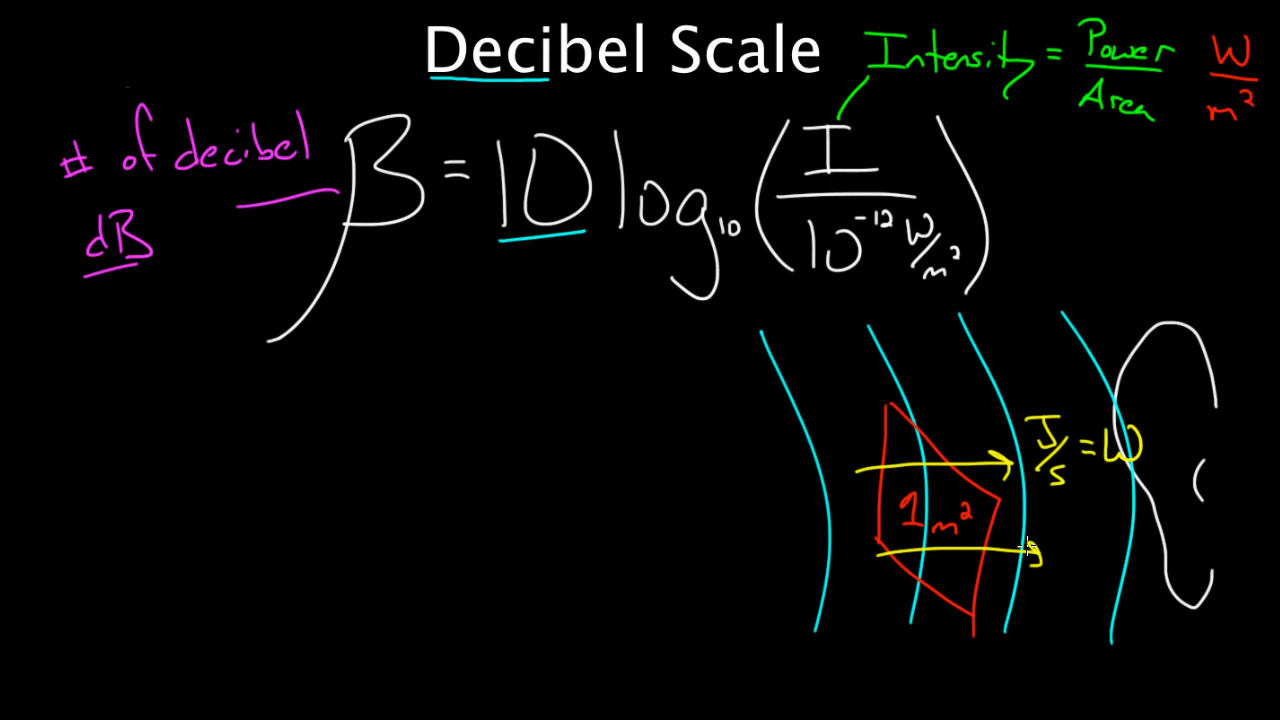 Decibel Scale
Intensity = Power/Area W/m²
# of decibel
dB
β = 10 log₁₀ (I / 10⁻¹² W/m²)
J/s = W
1 m²